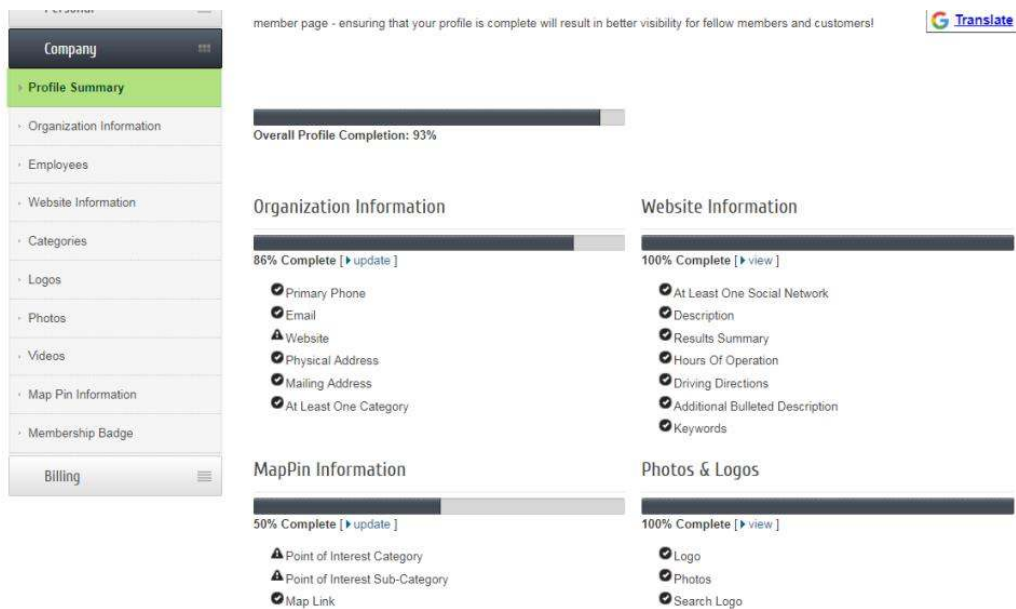 Company
Profile Summary
Organization Information
Employees
Website Information
Categories
Logos
Photos
Videos
Map Pin Information
Membership Badge
Billing
member page - ensuring that your profile is complete will result in better visibility for fellow members and customers!
Translate
Overall Profile Completion: 93%
Organization Information
86% Complete [ update ]
Primary Phone
Email
Website
Physical Address
Mailing Address
At Least One Category
Website Information
100% Complete [ view ]
At Least One Social Network
Description
Results Summary
Hours Of Operation
Driving Directions
Additional Bulleted Description
Keywords
MapPin Information
50% Complete [ update ]
Point of Interest Category
Point of Interest Sub-Category
Map Link
Photos & Logos
100% Complete [ view ]
Logo
Photos
Search Logo